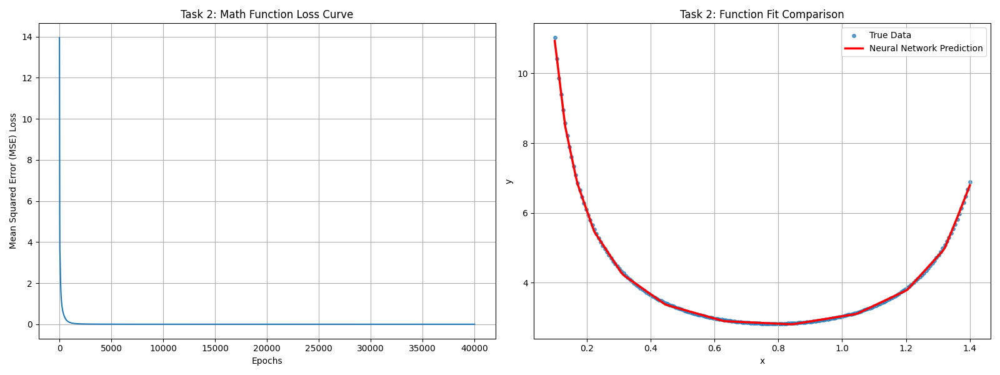 Task 2: Math Function Loss Curve
Mean Squared Error (MSE) Loss
14
12
10
8
6
4
2
0
0 5000 10000 15000 20000 25000 30000 35000 40000
Epochs
Task 2: Function Fit Comparison
True Data
Neural Network Prediction
y
10
8
6
4
0.2 0.4 0.6 0.8 1.0 1.2 1.4
x